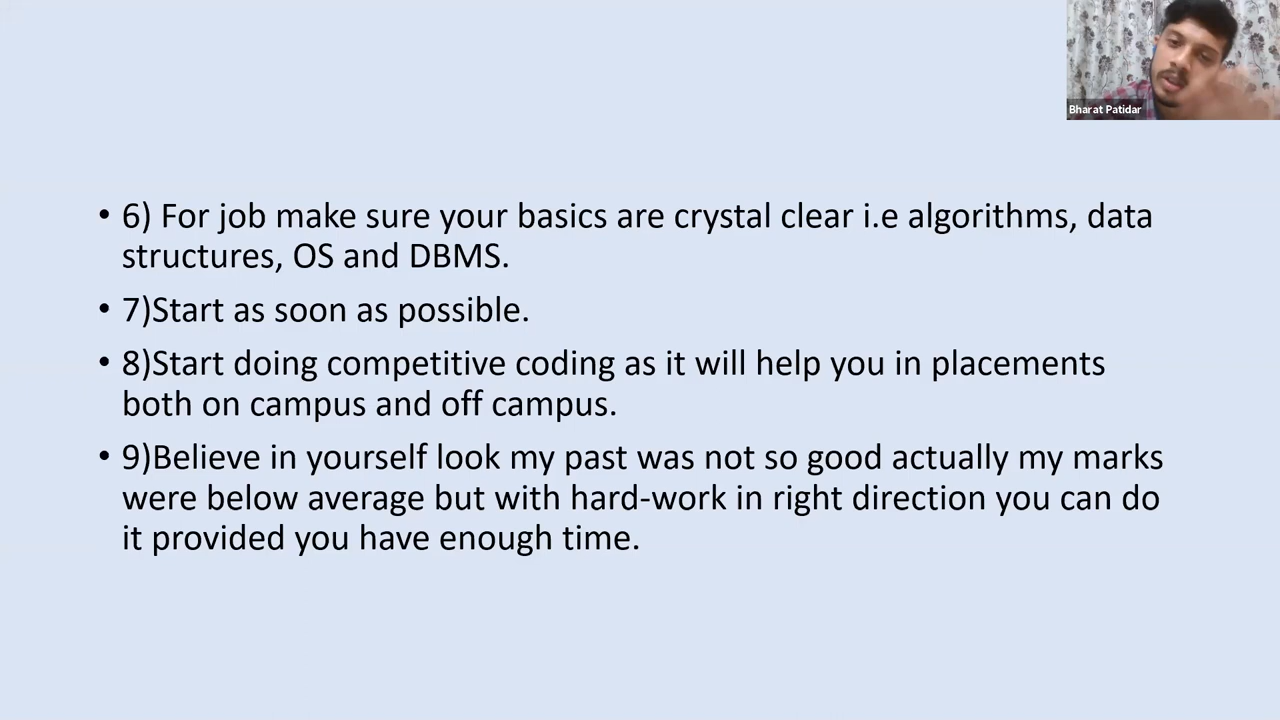 Bharat Patidar
• 6) For job make sure your basics are crystal clear i.e algorithms, data
structures, OS and DBMS.
• 7)Start as soon as possible.
• 8)Start doing competitive coding as it will help you in placements
both on campus and off campus.
• 9)Believe in yourself look my past was not so good actually my marks
were below average but with hard-work in right direction you can do
it provided you have enough time.